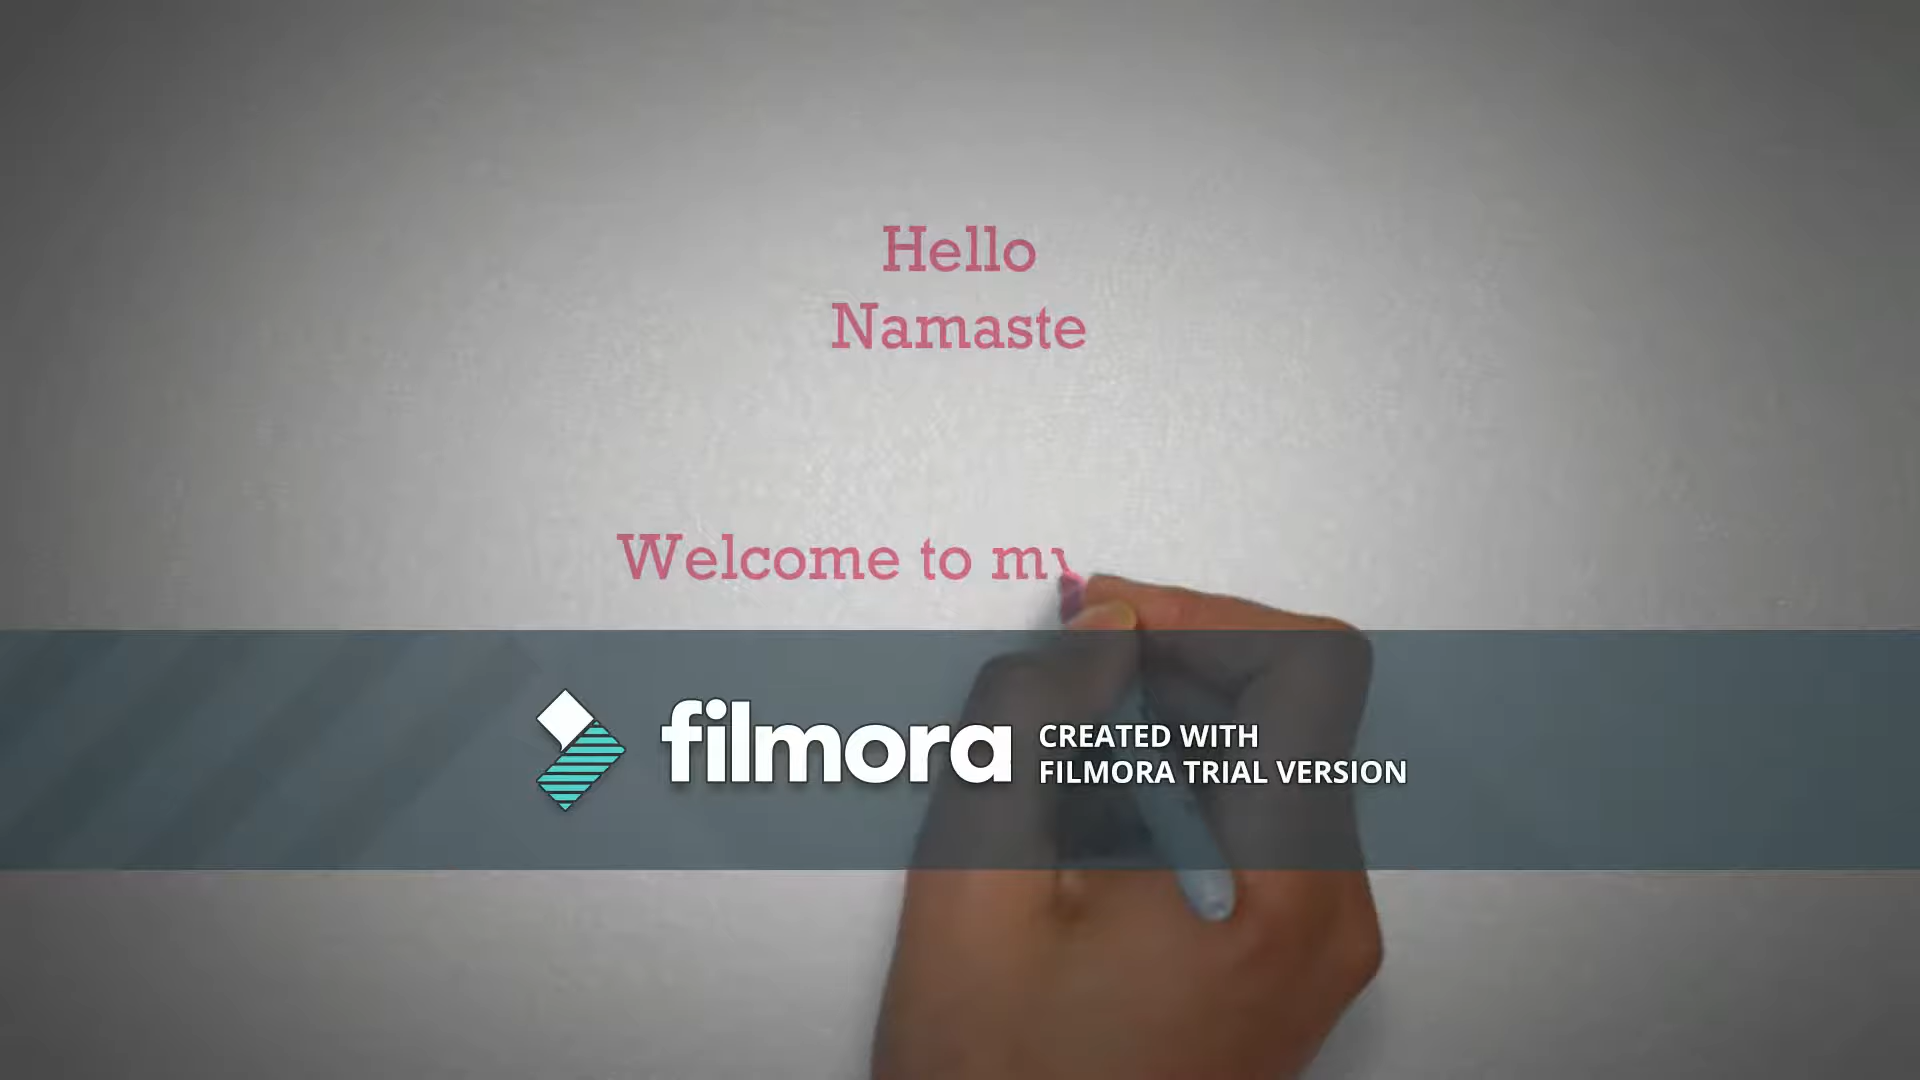 Hello
Namaste
Welcome to my
filmora
CREATED WITH
FILMORA TRIAL VERSION